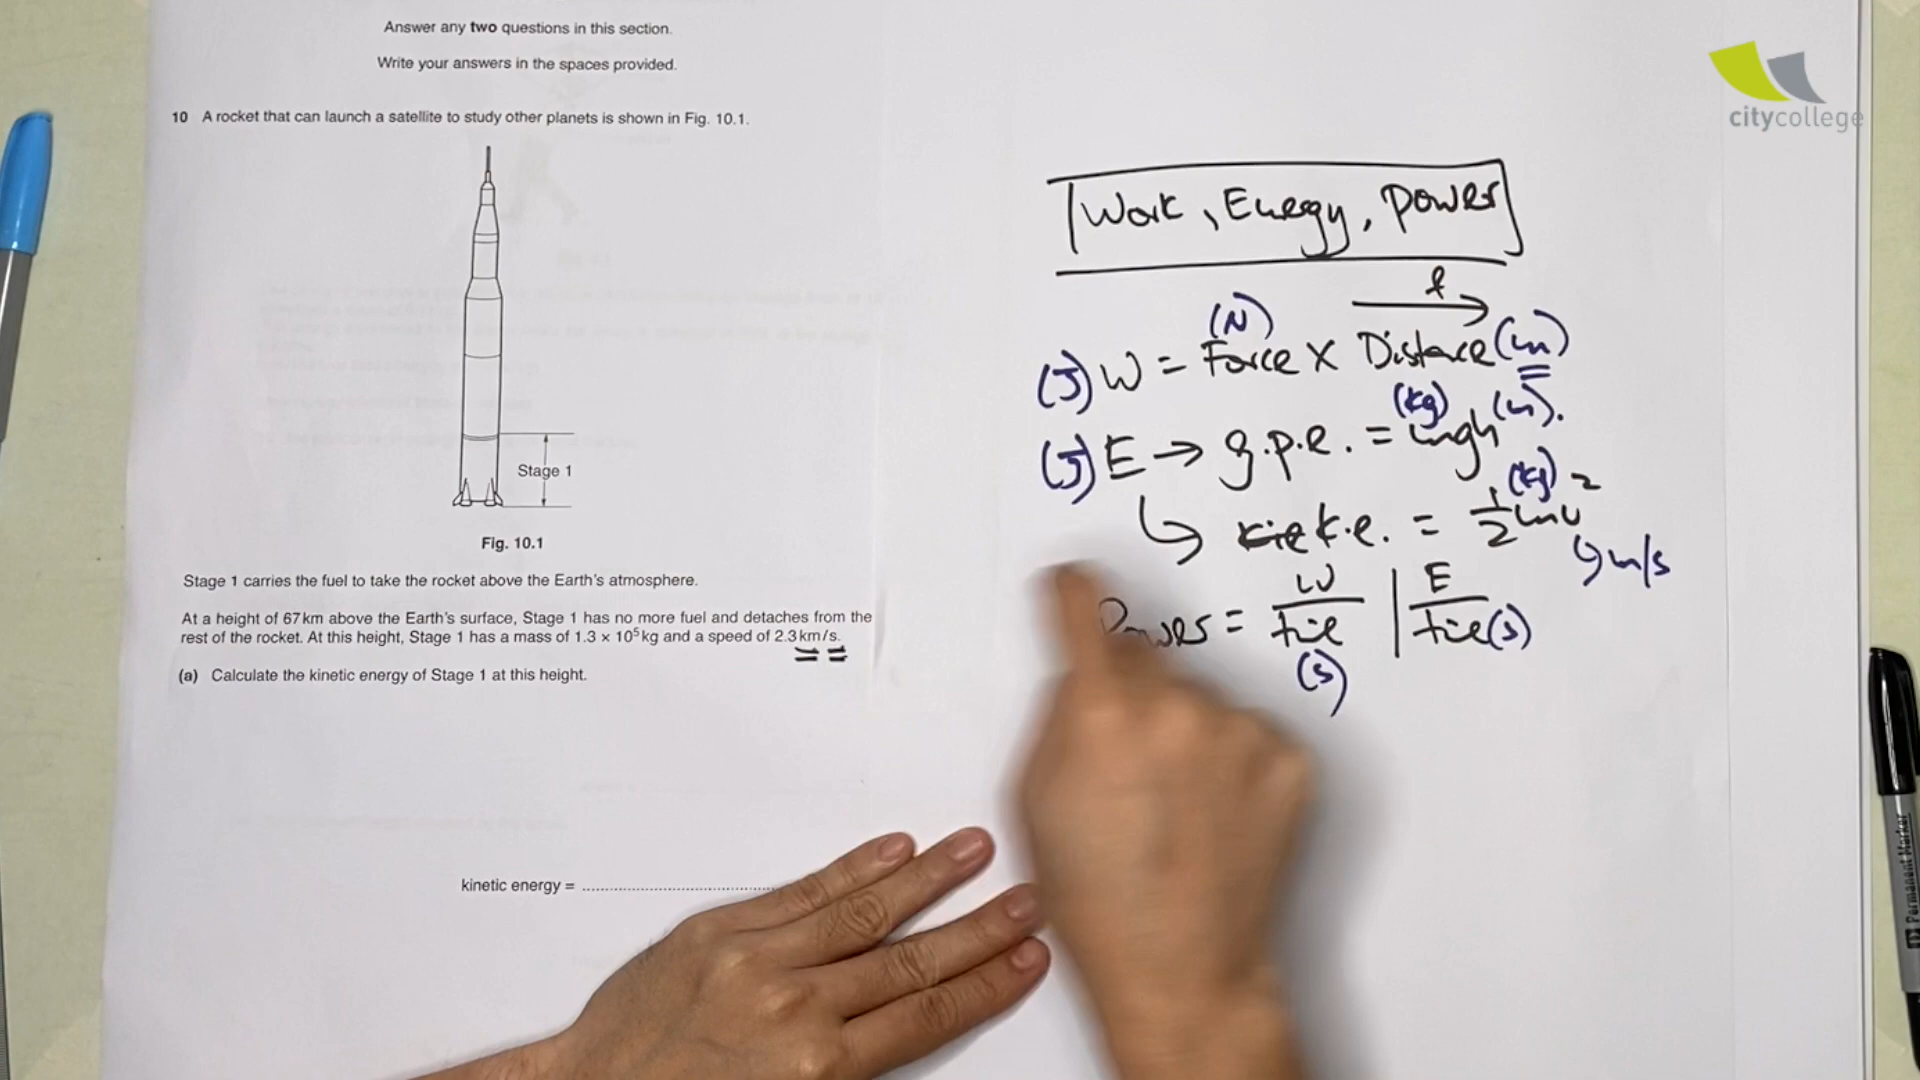 Answer any two questions in this section.
Write your answers in the spaces provided.
10 A rocket that can launch a satellite to study other planets is shown in Fig. 10.1.
Stage 1
Fig. 10.1
Stage 1 carries the fuel to take the rocket above the Earth's atmosphere.
At a height of 67 km above the Earth's surface, Stage 1 has no more fuel and detaches from the
rest of the rocket. At this height, Stage 1 has a mass of 1.3 × 10⁵ kg and a speed of 2.3 km/s.
(a) Calculate the kinetic energy of Stage 1 at this height.
kinetic energy = ........................................
citycollege
Work, Energy, Power
(N)
(J) W = Force × Distance (m)
(kg) (m).
(J) E → g.p.e. = mgh
(kg)
k.e. = ½mv²
m/s
W | E
Power = time | time (s)
(s)
Permanent Marker